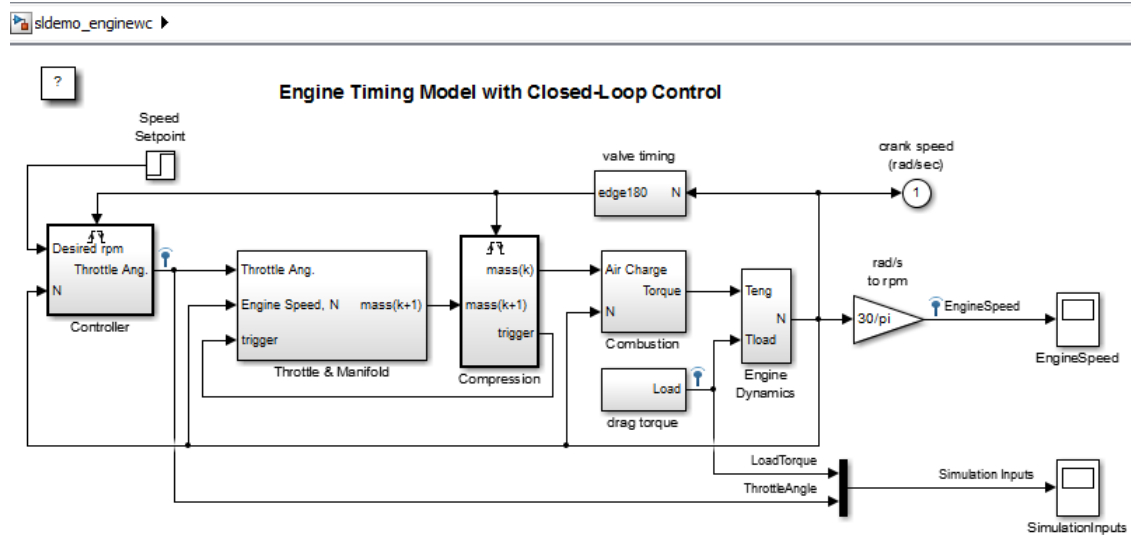 sldemo_enginewc
?
Engine Timing Model with Closed-Loop Control
Speed
Setpoint
valve timing
edge180 N
crank speed
(rad/sec)
1
Desired rpm
Throttle Ang.
N
Controller
Throttle Ang.
Engine Speed, N
mass(k+1)
trigger
Throttle & Manifold
mass(k)
mass(k+1)
trigger
Compression
Air Charge
Torque
N
Combustion
Load
drag torque
Teng
N
Tload
Engine
Dynamics
rad/s
to rpm
30/pi
EngineSpeed
EngineSpeed
LoadTorque
ThrottleAngle
Simulation Inputs
SimulationInputs